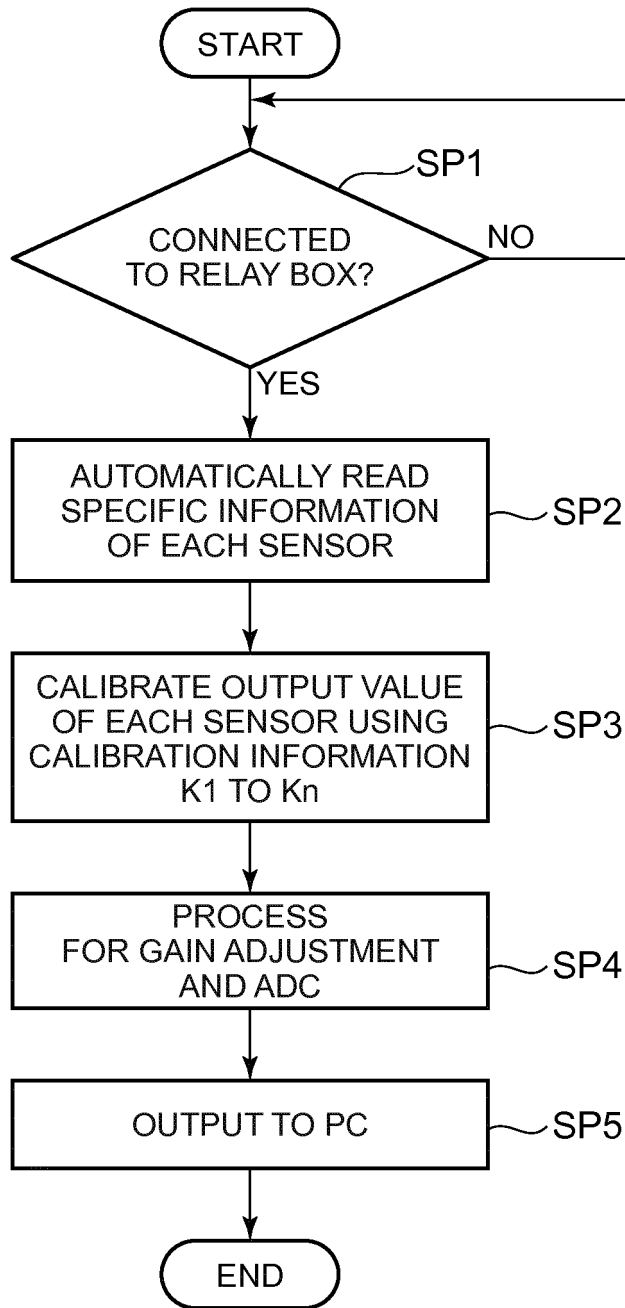 START
SP1
CONNECTED
TO RELAY BOX?
NO
YES
AUTOMATICALLY READ
SPECIFIC INFORMATION
OF EACH SENSOR
SP2
CALIBRATE OUTPUT VALUE
OF EACH SENSOR USING
CALIBRATION INFORMATION
K1 TO Kn
SP3
PROCESS
FOR GAIN ADJUSTMENT
AND ADC
SP4
OUTPUT TO PC
SP5
END